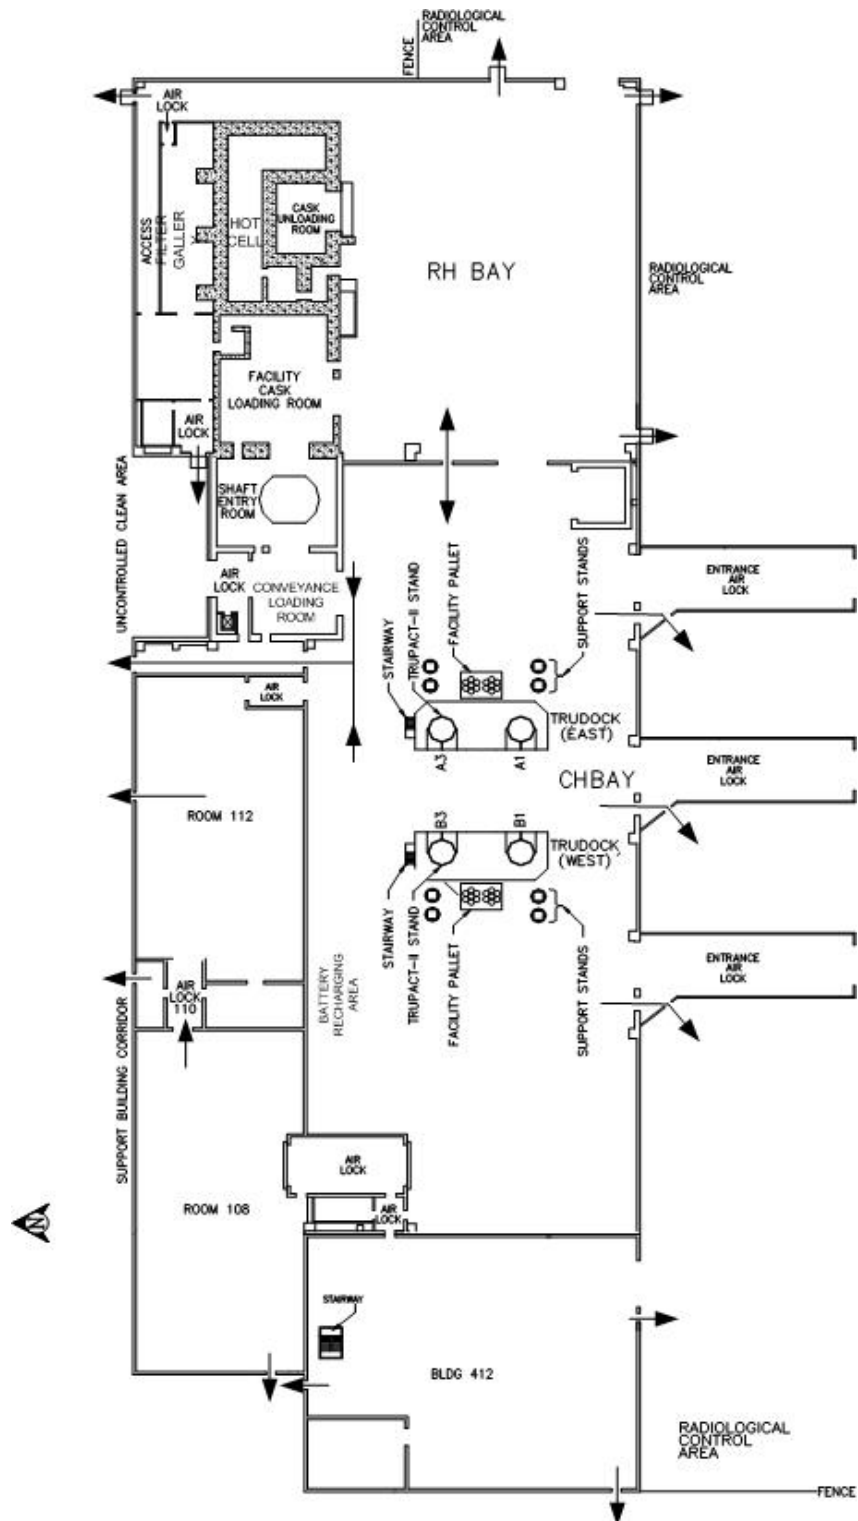 RADIOLOGICAL
CONTROL
AREA
FENCE
AIR
LOCK
ACCESS
FILTER
GALLER
Y
HOT
CELL
CASK
UNLOADING
ROOM
RH BAY
RADIOLOGICAL
CONTROL
AREA
FACILITY
CASK
LOADING ROOM
AIR
LOCK
UNCONTROLLED CLEAN AREA
SHAFT
ENTRY
ROOM
AIR
LOCK
CONVEYANCE
LOADING
ROOM
STAIRWAY
TRUPACT-II STAND
FACILITY PALLET
SUPPORT STANDS
ENTRANCE
AIR
LOCK
AIR
LOCK
TRUDOCK
(EAST)
A3
A1
CHBAY
ENTRANCE
AIR
LOCK
ROOM 112
B3
B1
TRUDOCK
(WEST)
STAIRWAY
TRUPACT-II STAND
FACILITY PALLET
SUPPORT STANDS
ENTRANCE
AIR
LOCK
BATTERY
RECHARGING
AREA
AIR
LOCK
110
SUPPORT BUILDING CORRIDOR
AIR
LOCK
ROOM 108
AIR
LOCK
N
STAIRWAY
BLDG 412
RADIOLOGICAL
CONTROL
AREA
FENCE